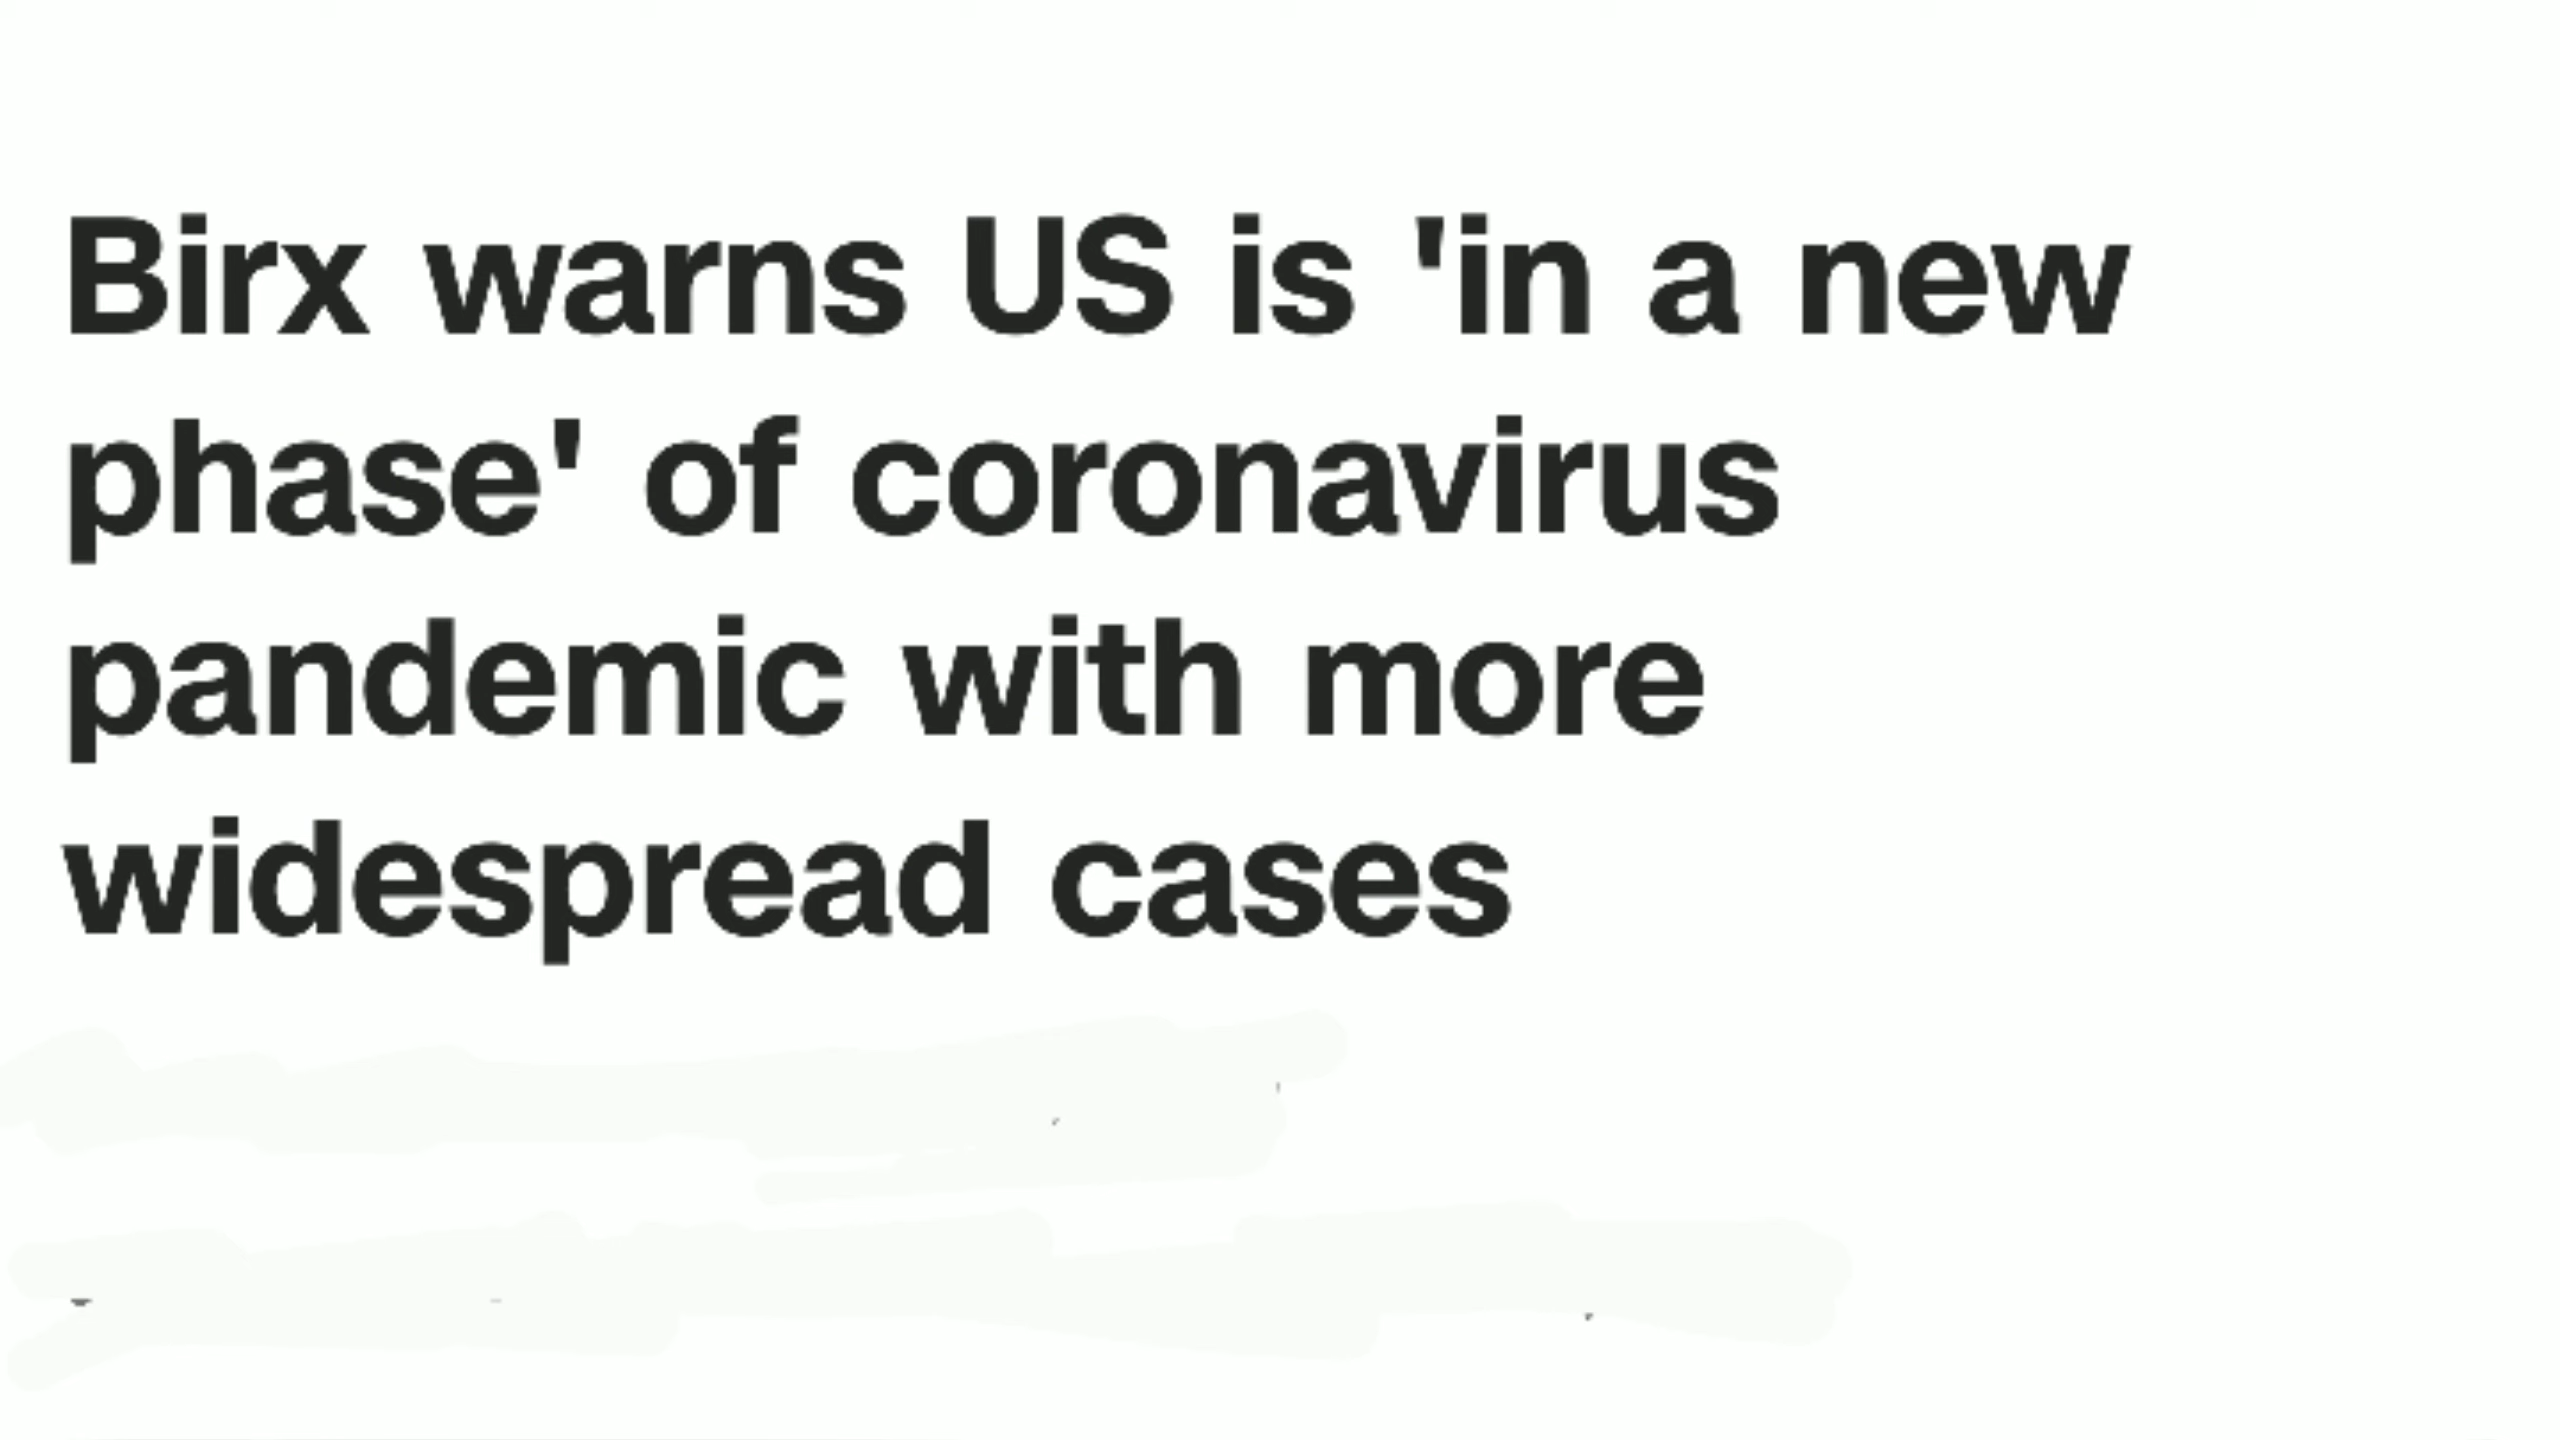 Birx warns US is 'in a new
phase' of coronavirus
pandemic with more
widespread cases